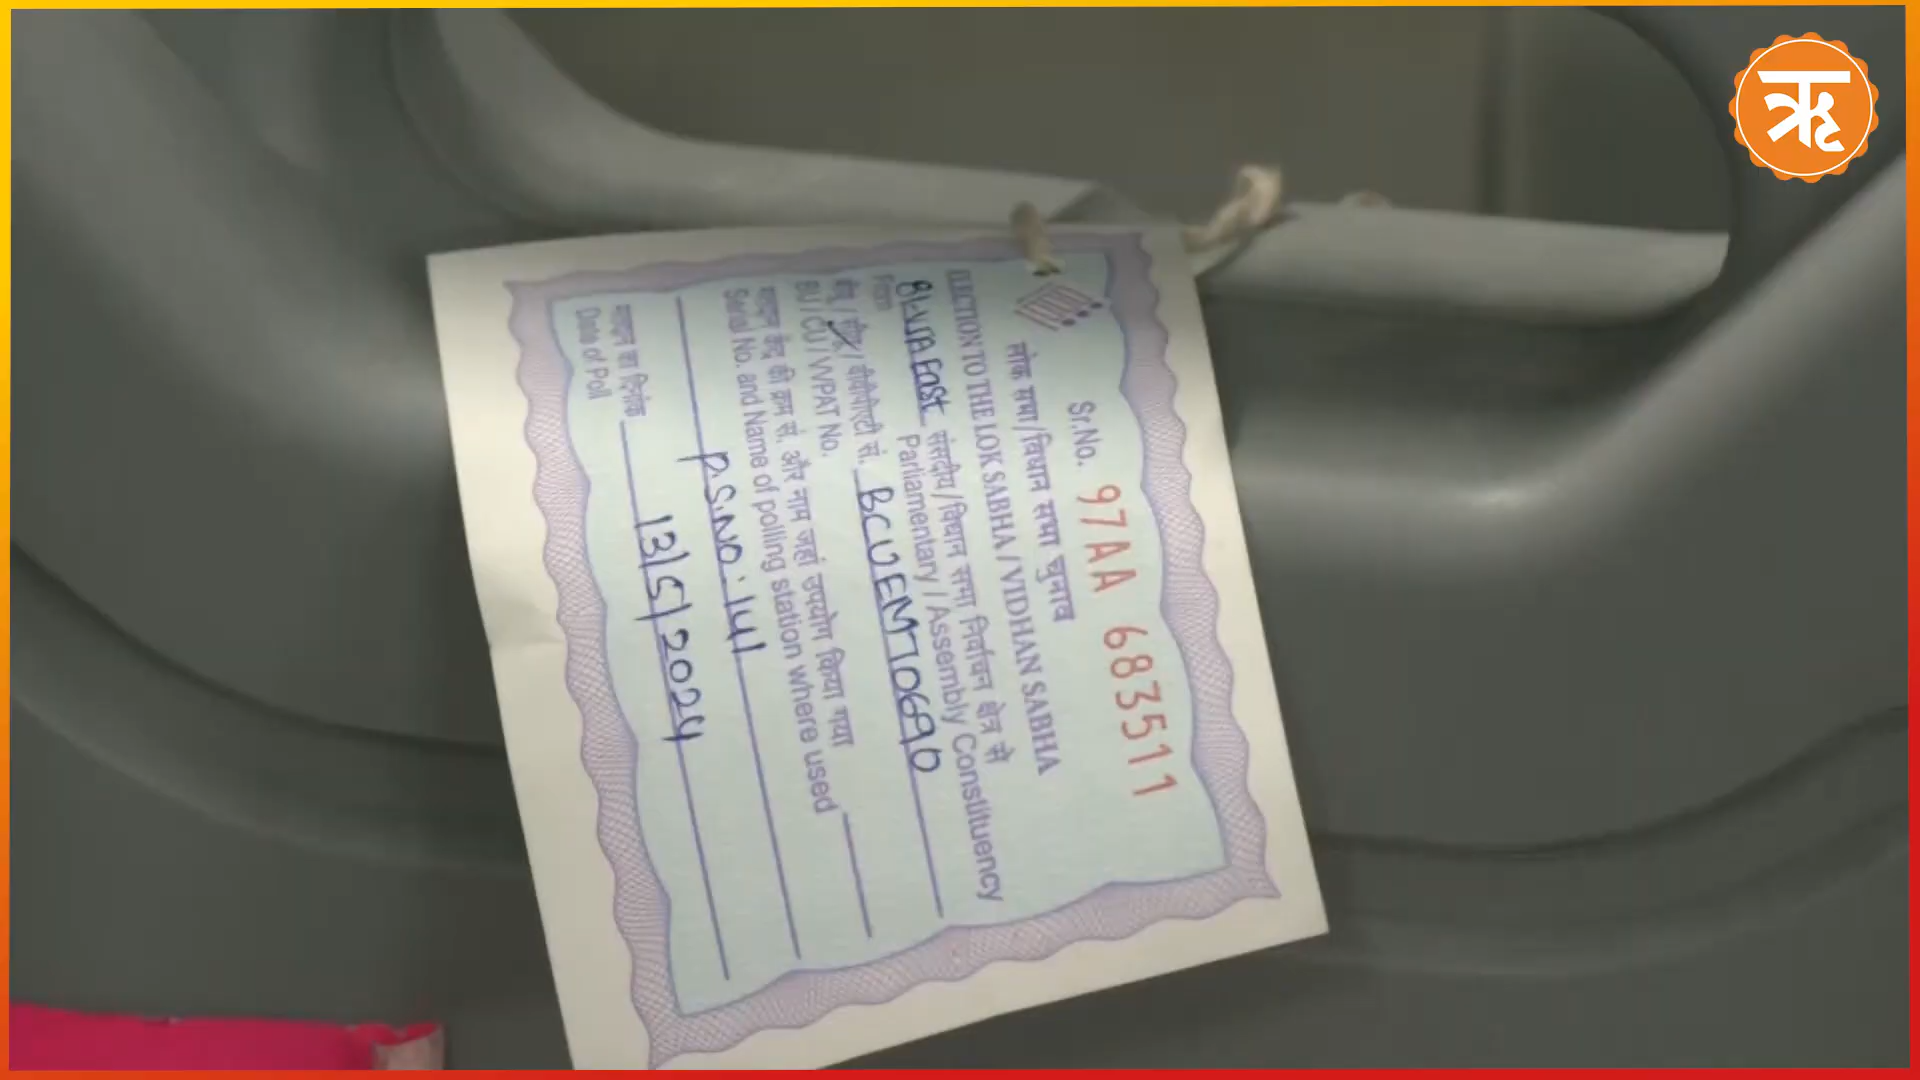 ऋ
Sr.No. 97AA 683511
लोक सभा/विधान सभा चुनाव
ELECTION TO THE LOK SABHA / VIDHAN SABHA
East संसदीय/विधान सभा निर्वाचन क्षेत्र से
From Parliamentary / Assembly Constituency
बीयू/सीयू/वीवीपीएटी सं. BCUEM70690
BU / CU / VVPAT No.
मतदान केंद्र की क्रम सं. और नाम जहां उपयोग किया गया
Serial No. and Name of polling station where used
P.S.No. 141
मतदान का दिनांक 13/5/2024
Date of Poll